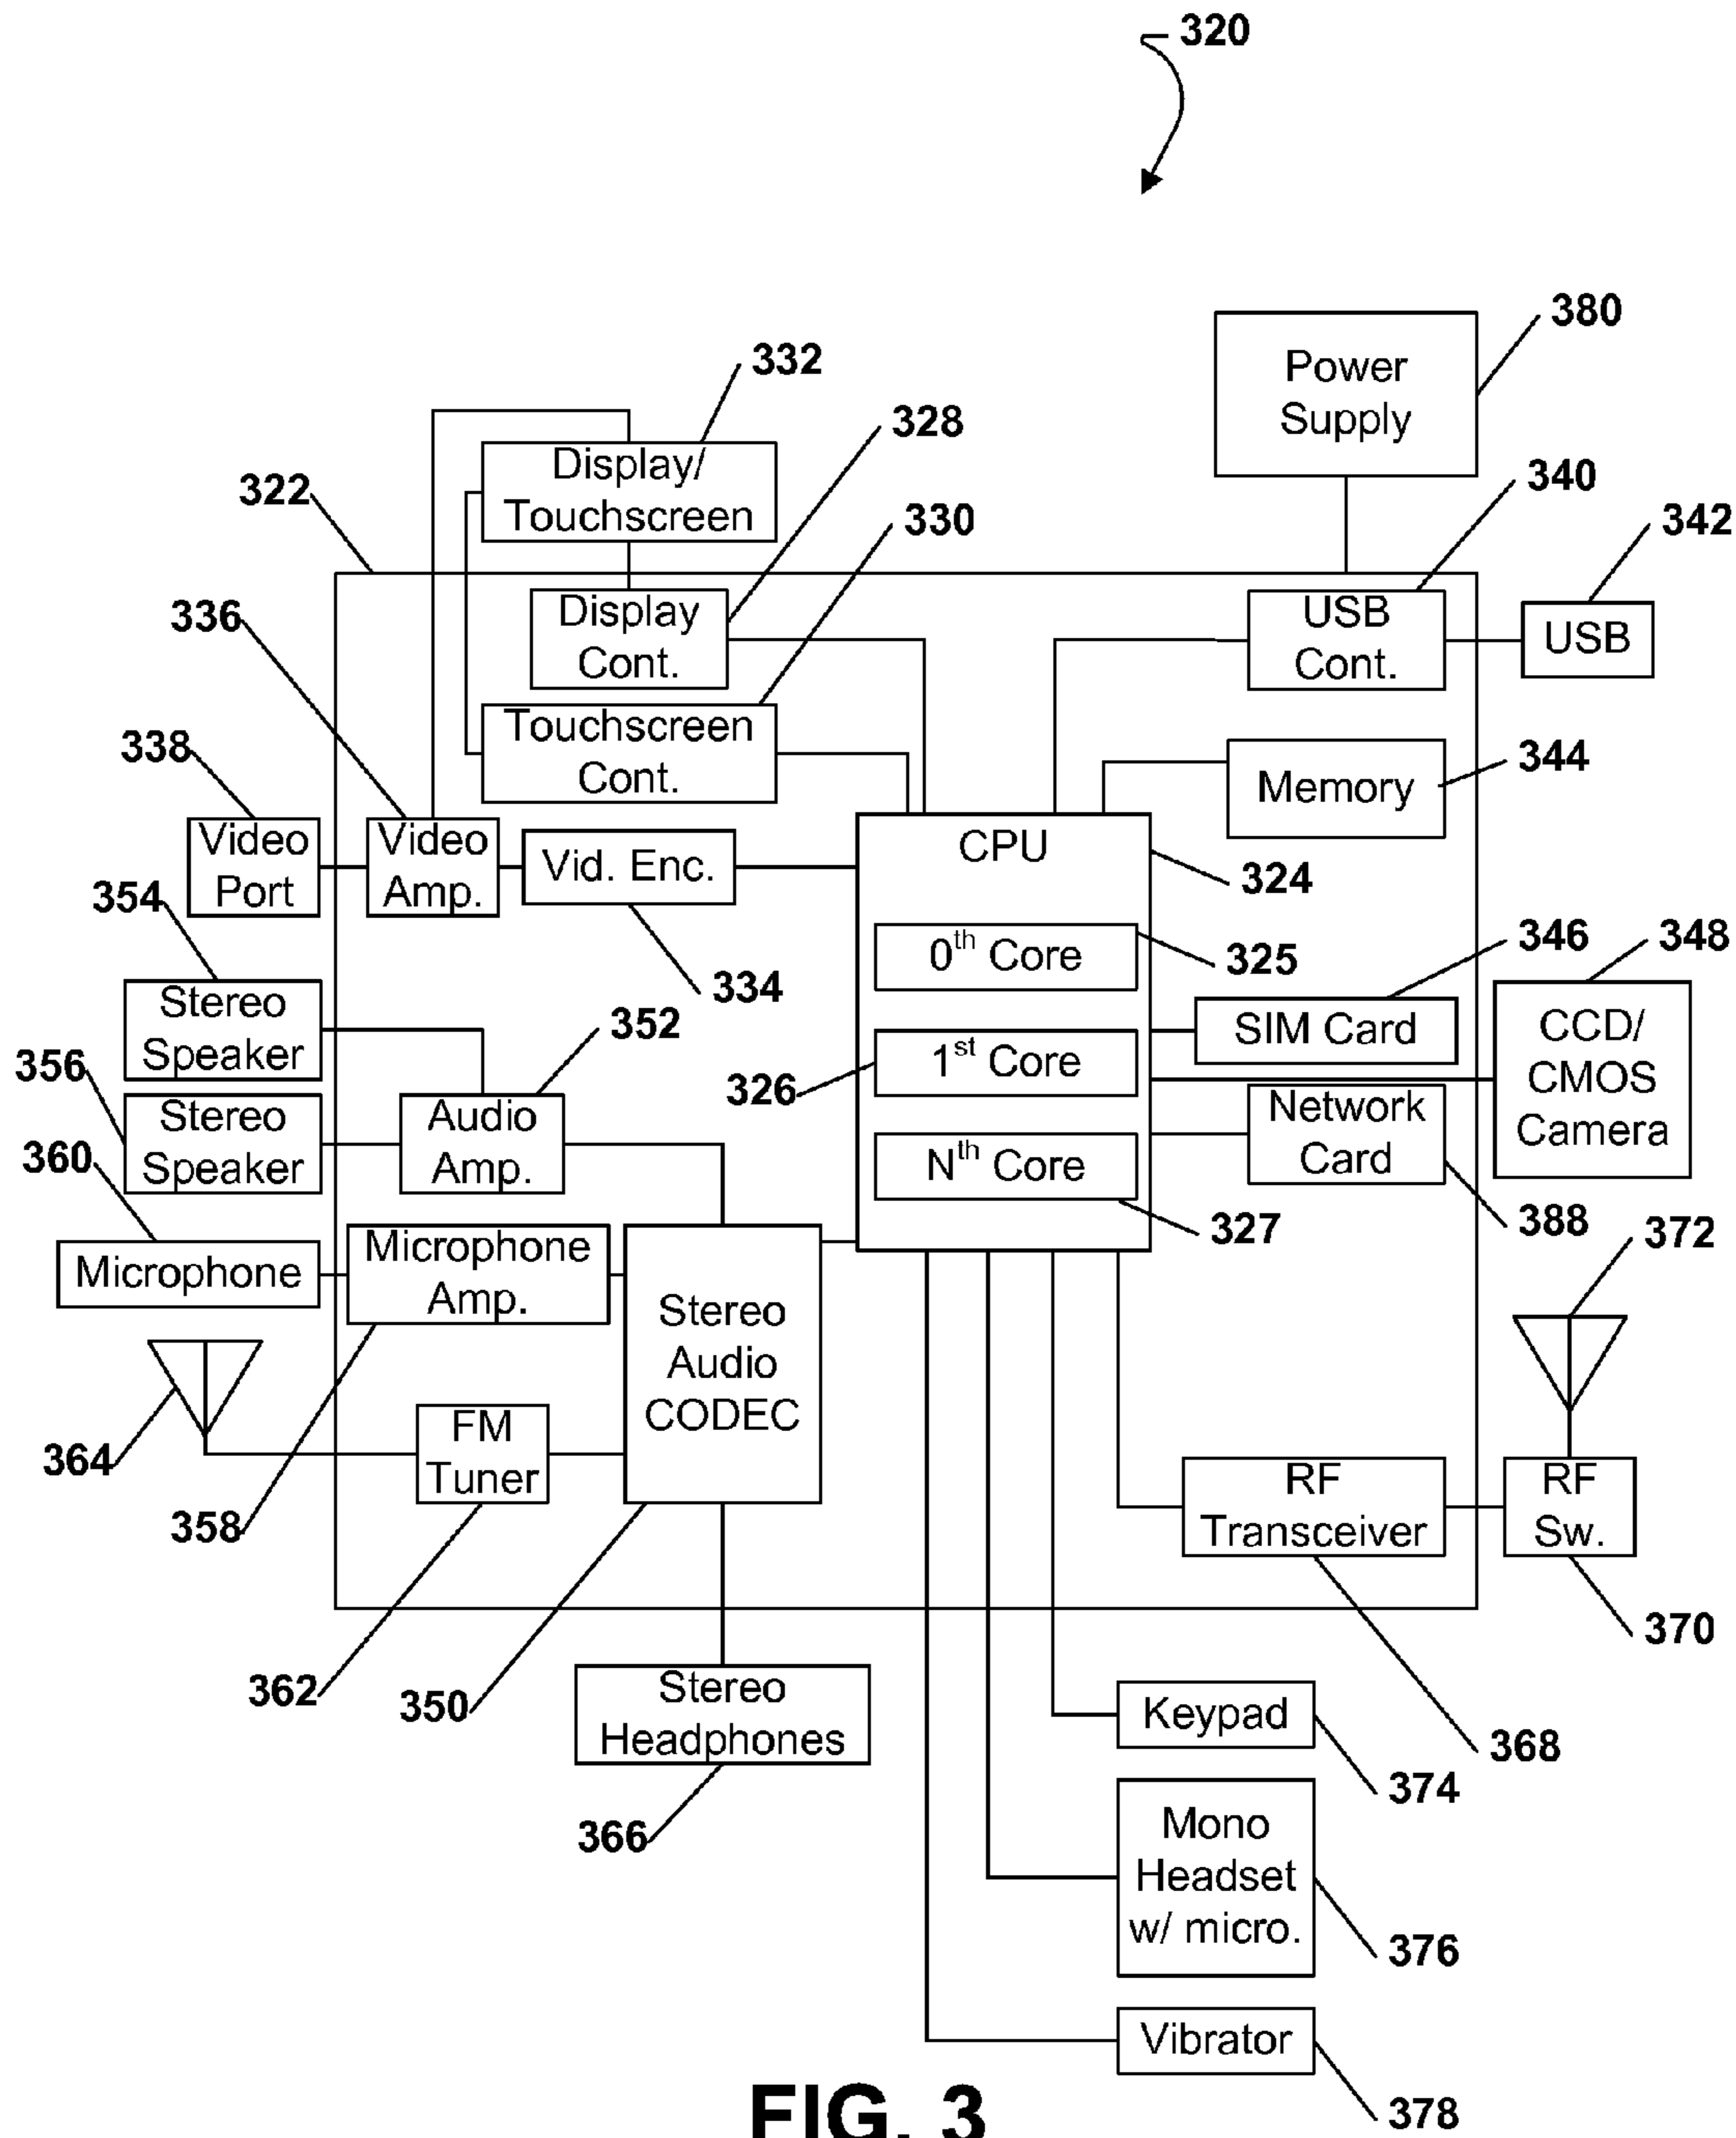 320
380
Power
Supply
332
328
340
342
322
Display/
Touchscreen
330
336
Display
Cont.
USB
Cont.
USB
338
Touchscreen
Cont.
344
Memory
Video
Port
Video
Amp.
Vid. Enc.
CPU
324
354
0th Core
325
346
348
334
Stereo
Speaker
352
SIM Card
CCD/
CMOS
Camera
356
1st Core
326
Stereo
Speaker
Audio
Amp.
Network
Card
360
Nth Core
327
388
372
Microphone
Microphone
Amp.
Stereo
Audio
CODEC
364
FM
Tuner
358
RF
Transceiver
RF
Sw.
370
362
350
Stereo
Headphones
Keypad
368
374
366
Mono
Headset
w/ micro.
376
Vibrator
378
FIG. 3